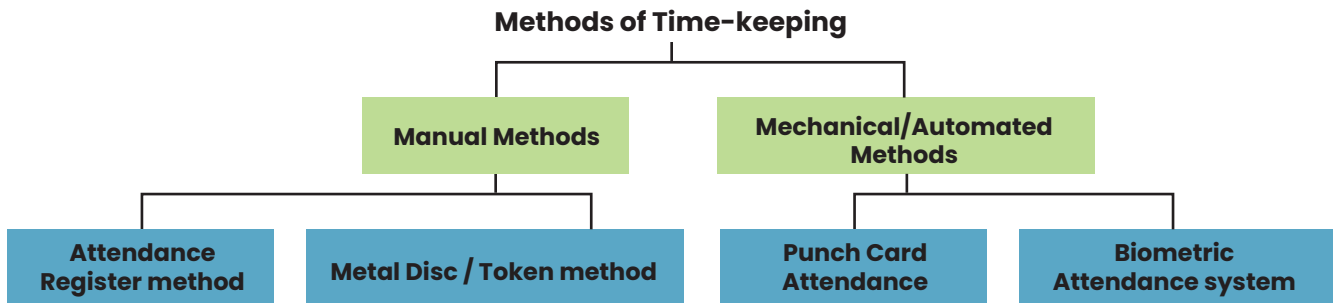 Methods of Time-keeping
Manual Methods
Mechanical/Automated
Methods
Attendance
Register method
Metal Disc / Token method
Punch Card
Attendance
Biometric
Attendance system